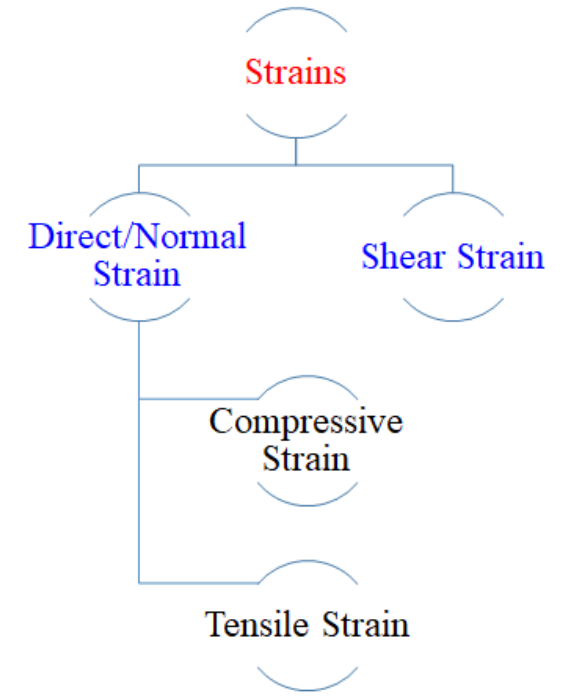 Strains
Direct/Normal
Strain
Shear Strain
Compressive
Strain
Tensile Strain